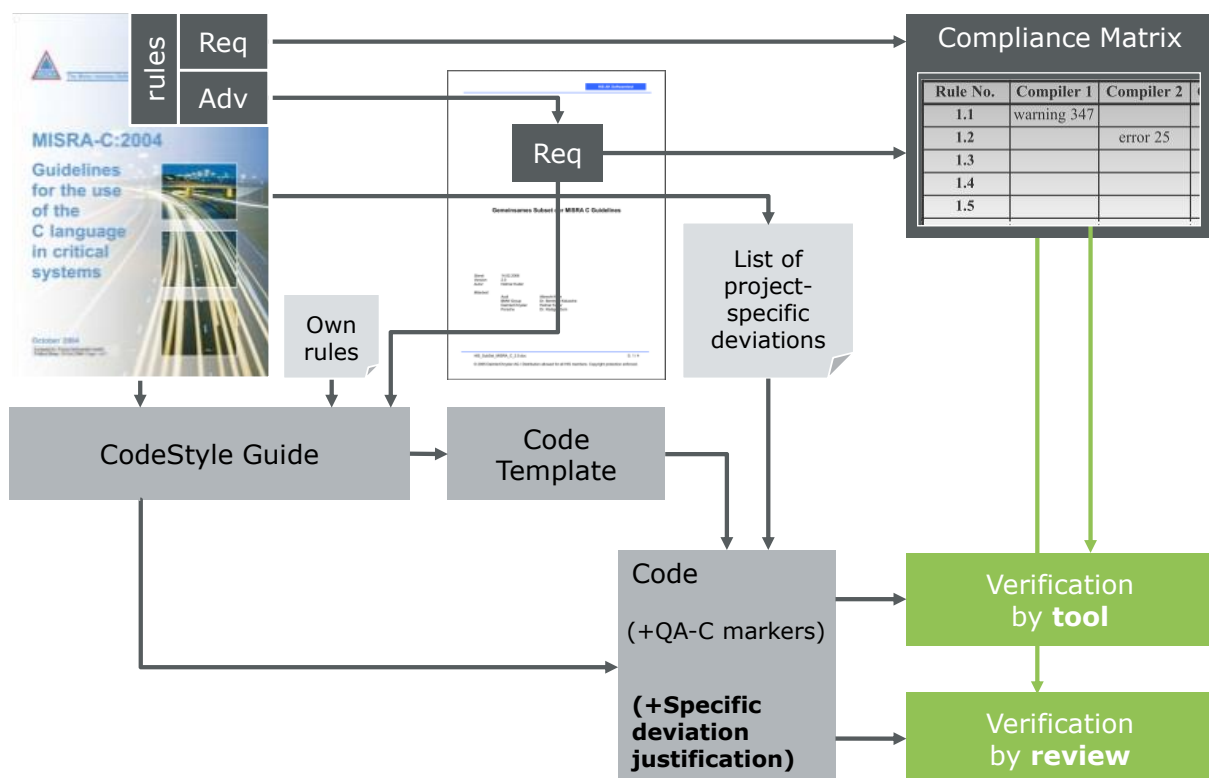 rules
Req
Adv
MISRA-C:2004
Guidelines
for the use
of the
C language
in critical
systems
October 2004
Req
Gemeinsames Subset der MISRA C Guidelines
Compliance Matrix
Rule No. Compiler 1 Compiler 2
1.1 warning 347
1.2 error 25
1.3
1.4
1.5
Own
rules
List of
project-
specific
deviations
CodeStyle Guide
Code
Template
Code
(+QA-C markers)
(+Specific
deviation
justification)
Verification
by tool
Verification
by review